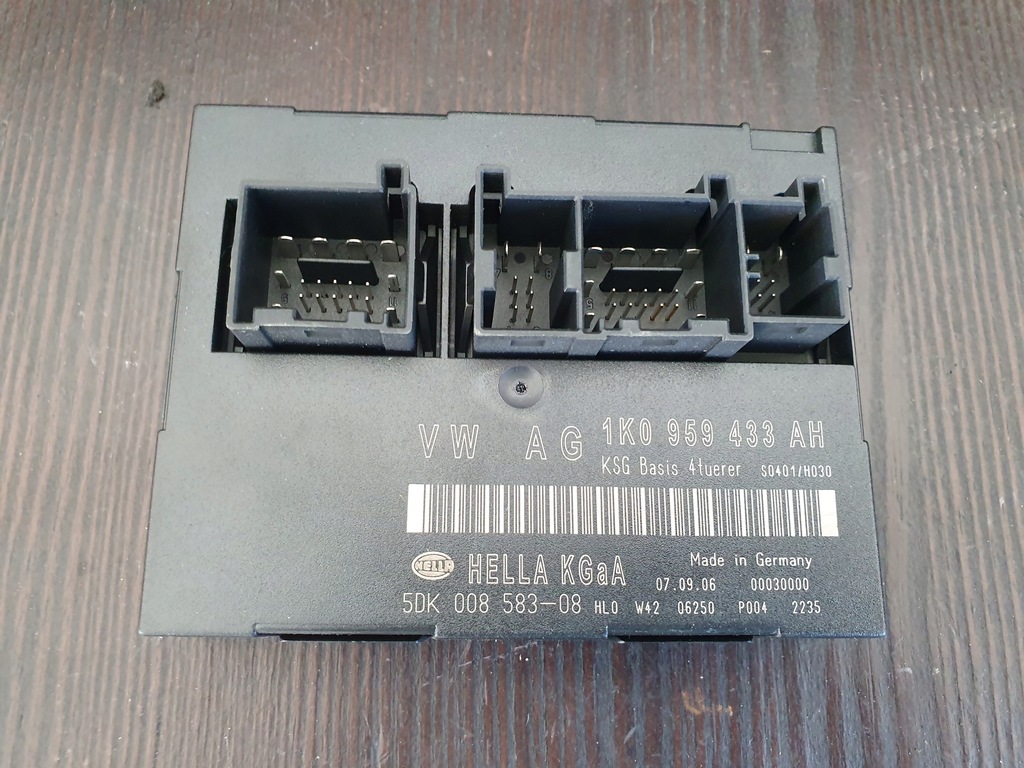 VW AG 1K0 959 433 AH
KSG Basis 4tuerer S0401/H030
HELLA HELLA KGaA Made in Germany
07.09.06 00030000
5DK 008 583-08 HLO W42 06250 P004 2235